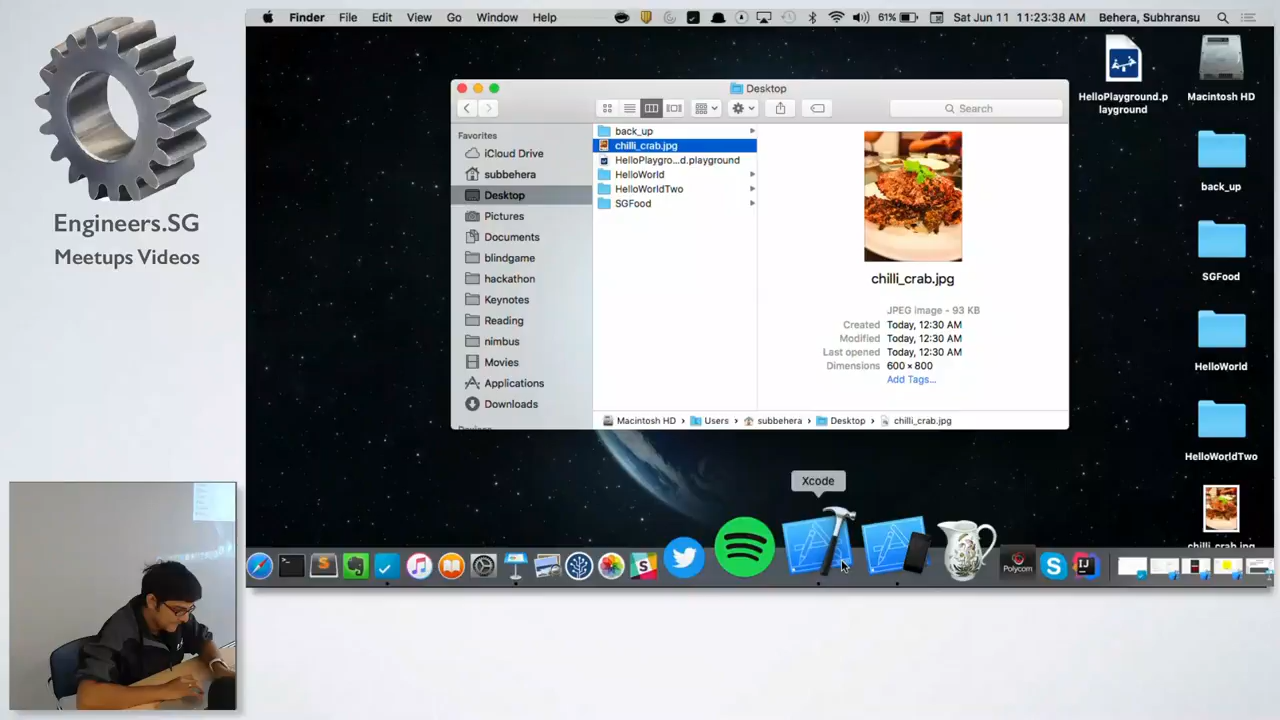 Finder File Edit View Go Window Help 61% Sat Jun 11 11:23:38 AM Behera, Subhransu
Engineers.SG
Meetups Videos
Desktop
Search
Favorites
iCloud Drive
subbehera
Desktop
Pictures
Documents
blindgame
hackathon
Keynotes
Reading
nimbus
Movies
Applications
Downloads
back_up
chilli_crab.jpg
HelloPlaygro...d.playground
HelloWorld
HelloWorldTwo
SGFood
chilli_crab.jpg
JPEG image - 93 KB
Created Today, 12:30 AM
Modified Today, 12:30 AM
Last opened Today, 12:30 AM
Dimensions 600 × 800
Add Tags...
Macintosh HD Users subbehera Desktop chilli_crab.jpg
HelloPlayground.p
layground
Macintosh HD
back_up
SGFood
HelloWorld
HelloWorldTwo
chilli_crab.jpg
Xcode
Polycom
IJ